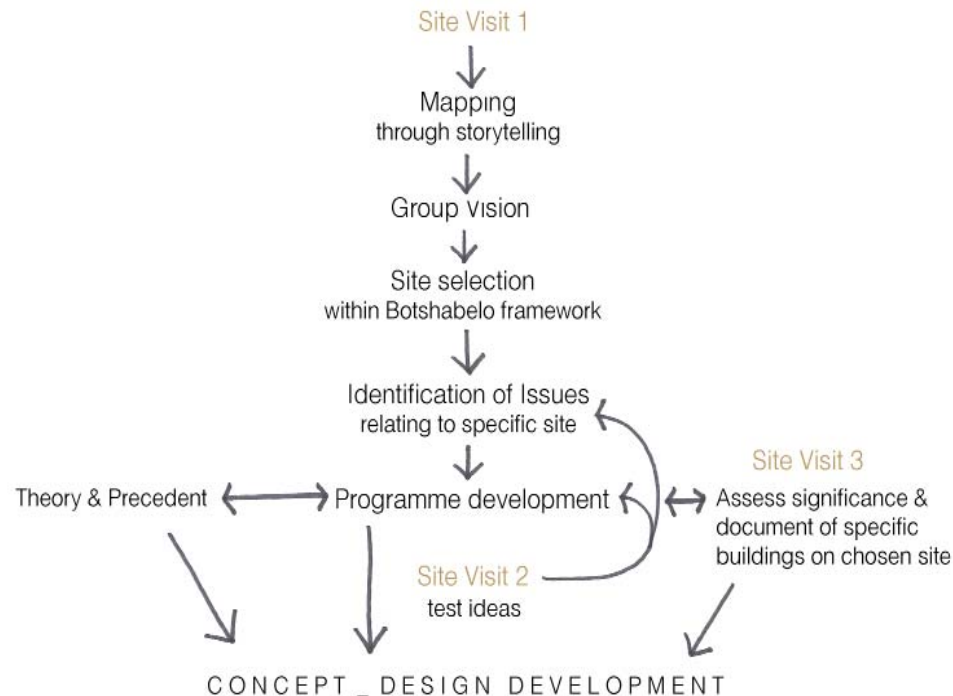 Site Visit 1
Mapping
through storytelling
Group Vision
Site selection
within Botshabelo framework
Identification of Issues
relating to specific site
Site Visit 3
Theory & Precedent
Programme development
Assess significance &
document of specific
buildings on chosen site
Site Visit 2
test ideas
CONCEPT _ DESIGN DEVELOPMENT